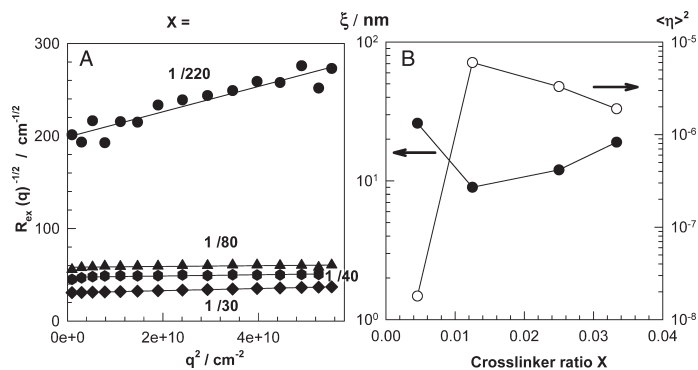 X =
ξ / nm
<η>²
A
B
300
200
100
0
R_ex (q)^-1/2 / cm^-1/2
1 /220
1 /80
1 /40
1 /30
0e+0
2e+10
4e+10
q² / cm^-2
10²
10¹
10⁰
10^-5
10^-6
10^-7
10^-8
0.00
0.01
0.02
0.03
0.04
Crosslinker ratio X